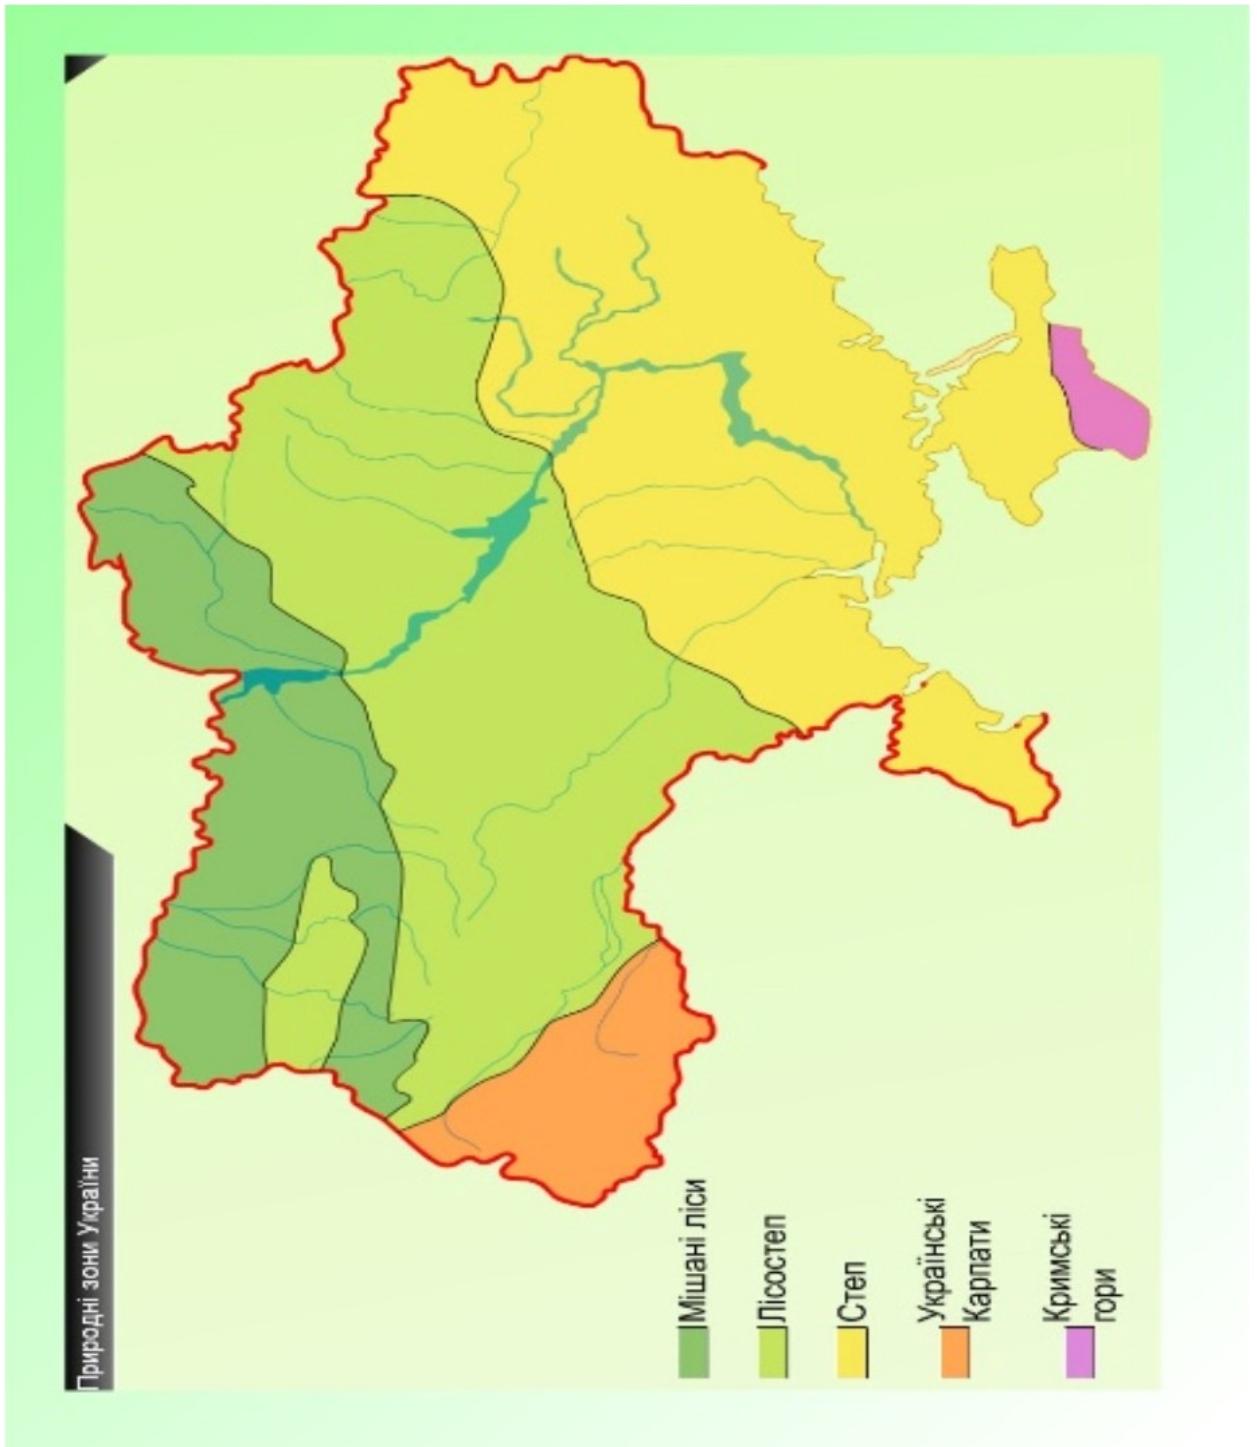 Природні зони України
Мішані ліси
Лісостеп
Степ
Українські
Карпати
Кримські
гори